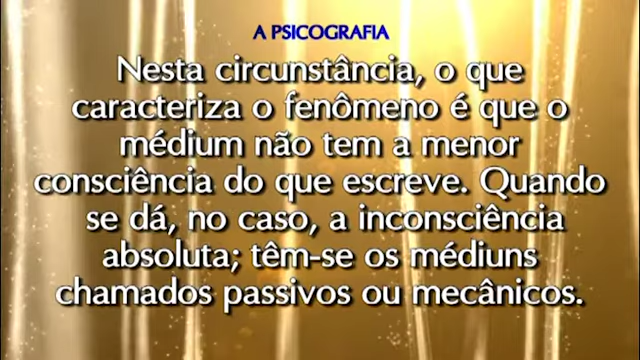 A PSICOGRAFIA
Nesta circunstância, o que
caracteriza o fenômeno é que o
médium não tem a menor
consciência do que escreve. Quando
se dá, no caso, a inconsciência
absoluta; têm-se os médiuns
chamados passivos ou mecânicos.